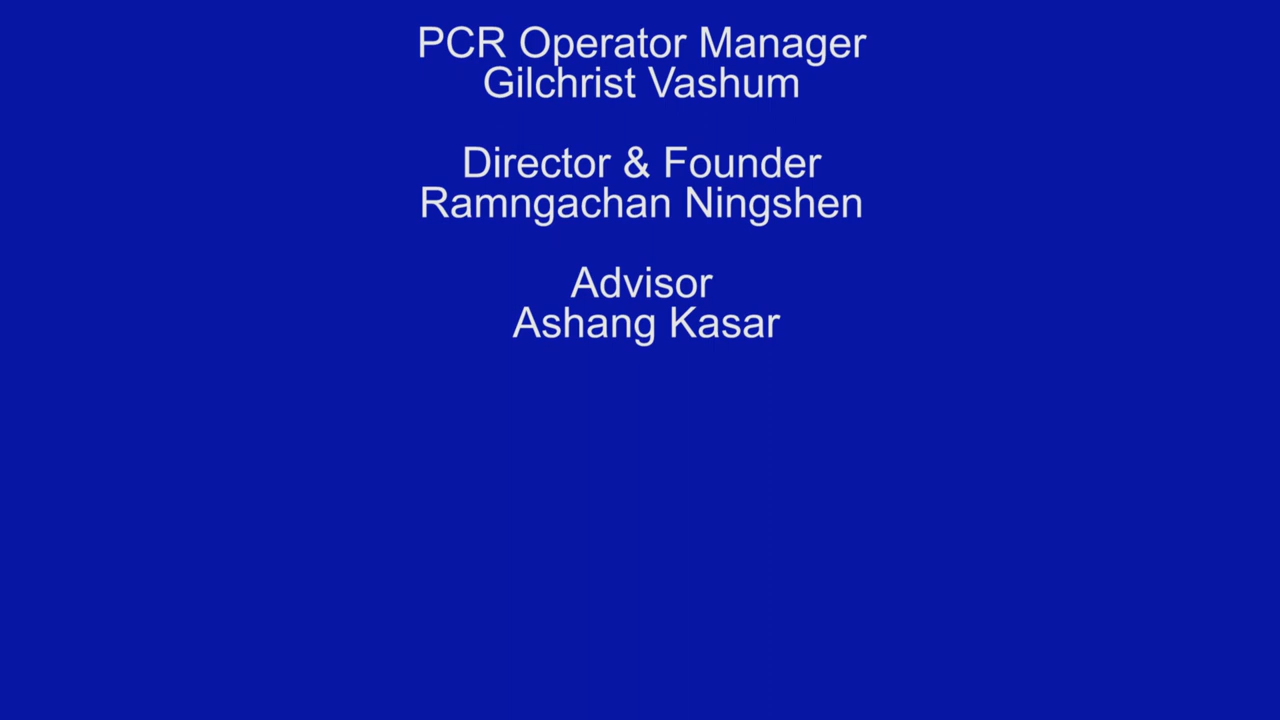 PCR Operator Manager
Gilchrist Vashum
Director & Founder
Ramngachan Ningshen
Advisor
Ashang Kasar